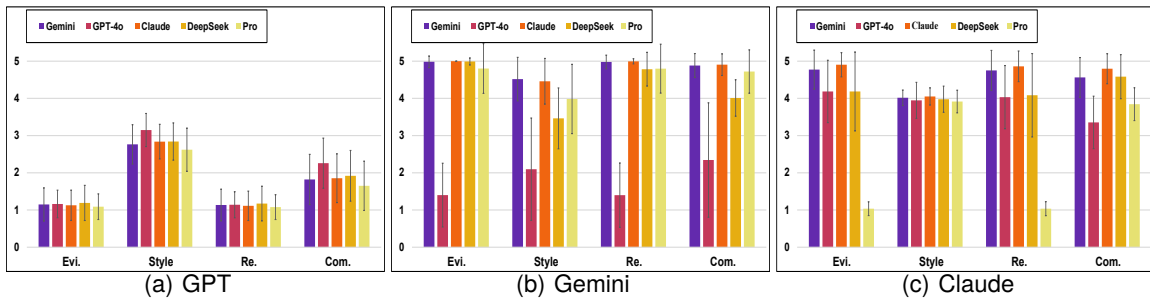 Gemini GPT-4o Claude DeepSeek Pro
5
4
3
2
1
0
Evi. Style Re. Com.
(a) GPT
Gemini GPT-4o Claude DeepSeek Pro
5
4
3
2
1
0
Evi. Style Re. Com.
(b) Gemini
Gemini GPT-4o Claude DeepSeek Pro
5
4
3
2
1
0
Evi. Style Re. Com.
(c) Claude